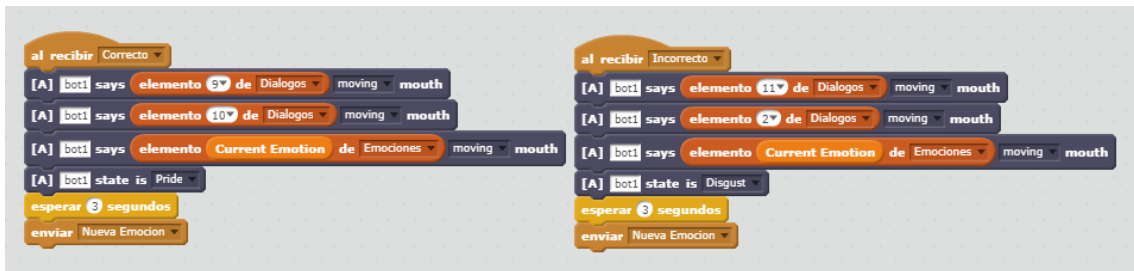 al recibir Correcto
[A] bot1 says elemento 9 de Dialogos moving mouth
[A] bot1 says elemento 10 de Dialogos moving mouth
[A] bot1 says elemento Current Emotion de Emociones moving mouth
[A] bot1 state is Pride
esperar 3 segundos
enviar Nueva Emocion
al recibir Incorrecto
[A] bot1 says elemento 11 de Dialogos moving mouth
[A] bot1 says elemento 2 de Dialogos moving mouth
[A] bot1 says elemento Current Emotion de Emociones moving mouth
[A] bot1 state is Disgust
esperar 3 segundos
enviar Nueva Emocion